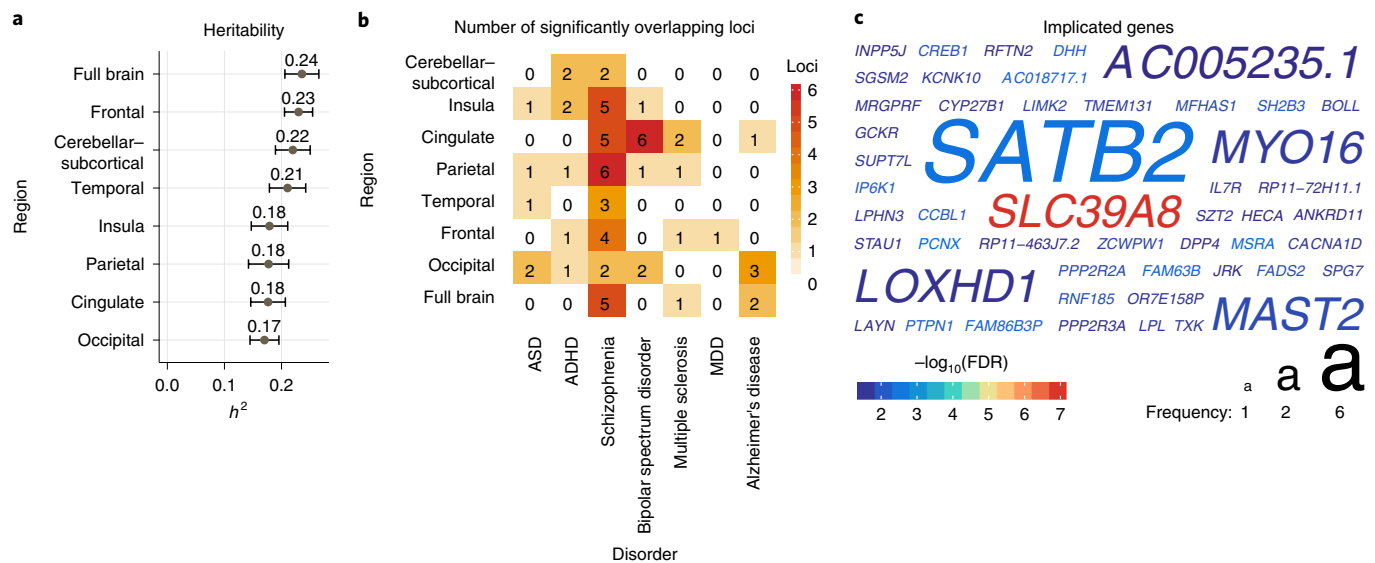 a
Heritability
Region
Full brain 0.24
Frontal 0.23
Cerebellar–
subcortical 0.22
Temporal 0.21
Insula 0.18
Parietal 0.18
Cingulate 0.18
Occipital 0.17
0.0 0.1 0.2
h2
b
Number of significantly overlapping loci
Region
Cerebellar–
subcortical 0 2 2 0 0 0 0
Insula 1 2 5 1 0 0 0
Cingulate 0 0 5 6 2 0 1
Parietal 1 1 6 1 1 0 0
Temporal 1 0 3 0 0 0 0
Frontal 0 1 4 0 1 1 0
Occipital 2 1 2 2 0 0 3
Full brain 0 0 5 0 1 0 2
ASD
ADHD
Schizophrenia
Bipolar spectrum disorder
Multiple sclerosis
MDD
Alzheimer's disease
Disorder
Loci
6
5
4
3
2
1
0
c
Implicated genes
INPP5J CREB1 RFTN2 DHH
AC005235.1
SGSM2 KCNK10 AC018717.1
MRGPRF CYP27B1 LIMK2 TMEM131 MFHAS1 SH2B3 BOLL
GCKR
SATB2 MYO16
SUPT7L
IP6K1 IL7R RP11–72H11.1
LPHN3 CCBL1 SLC39A8 SZT2 HECA ANKRD11
STAU1 PCNX RP11–463J7.2 ZCWPW1 DPP4 MSRA CACNA1D
LOXHD1 PPP2R2A FAM63B JRK FADS2 SPG7
RNF185 OR7E158P MAST2
LAYN PTPN1 FAM86B3P PPP2R3A LPL TXK
–log10(FDR)
2 3 4 5 6 7
a a a
Frequency: 1 2 6